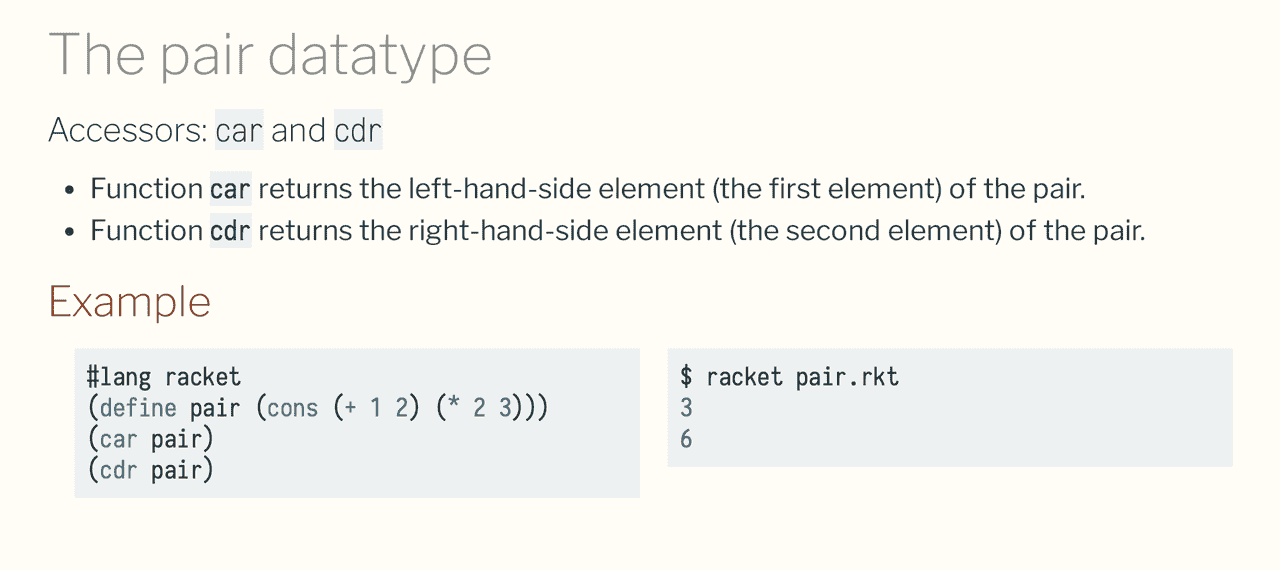 The pair datatype
Accessors: car and cdr
• Function car returns the left-hand-side element (the first element) of the pair.
• Function cdr returns the right-hand-side element (the second element) of the pair.
Example
#lang racket
(define pair (cons (+ 1 2) (* 2 3)))
(car pair)
(cdr pair)
$ racket pair.rkt
3
6